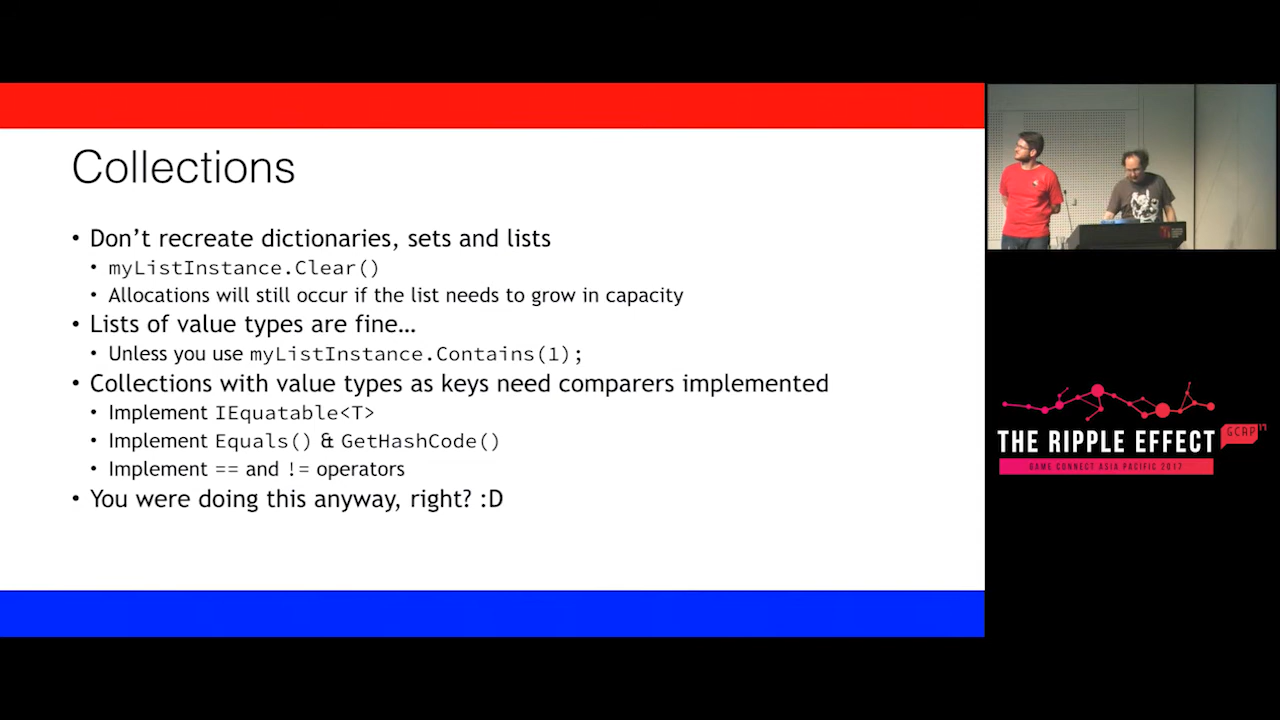 Collections
• Don’t recreate dictionaries, sets and lists
• myListInstance.Clear()
• Allocations will still occur if the list needs to grow in capacity
• Lists of value types are fine…
• Unless you use myListInstance.Contains(1);
• Collections with value types as keys need comparers implemented
• Implement IEquatable<T>
• Implement Equals() & GetHashCode()
• Implement == and != operators
• You were doing this anyway, right? :D
THE RIPPLE EFFECT
GCAP17
GAME CONNECT ASIA PACIFIC 2017